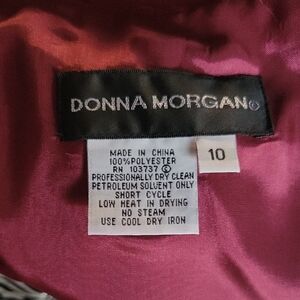 DONNA MORGAN®
MADE IN CHINA
100%POLYESTER
RN 103737 Ⓒ
PROFESSIONALLY DRY CLEAN
PETROLEUM SOLVENT ONLY
SHORT CYCLE
LOW HEAT IN DRYING
NO STEAM
USE COOL DRY IRON
10